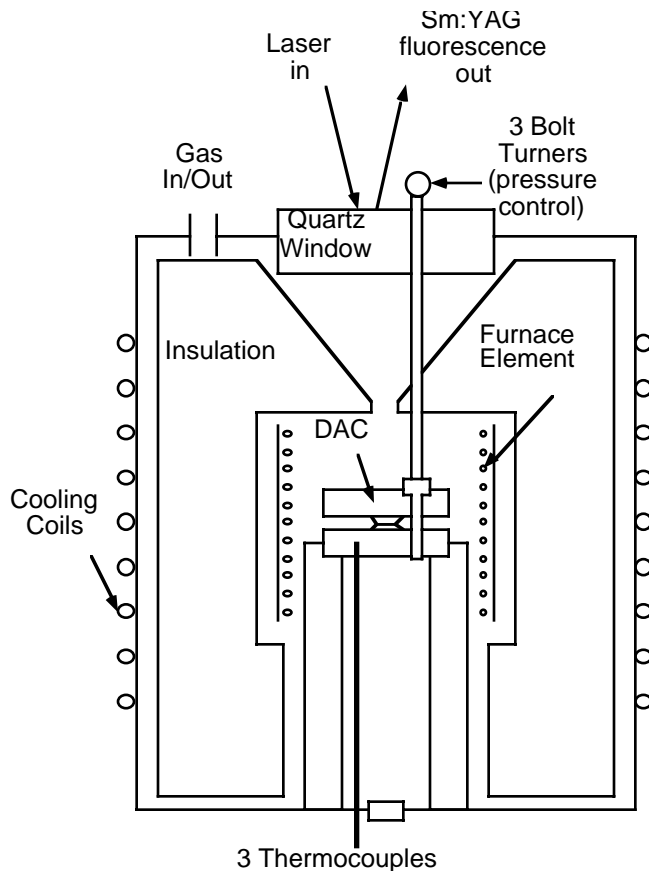 Sm:YAG
fluorescence
out
Laser
in
3 Bolt
Turners
(pressure
control)
Gas
In/Out
Quartz
Window
Insulation
Furnace
Element
DAC
Cooling
Coils
3 Thermocouples